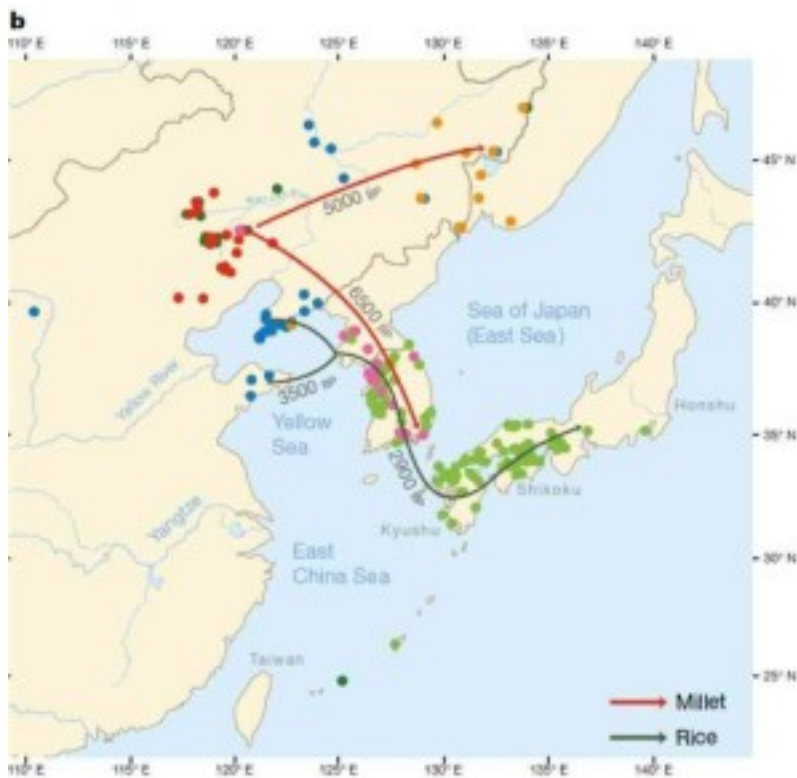 b
110° E 115° E 120° E 125° E 130° E 135° E 140° E
45° N
5000 BP
40° N
6500 BP
Sea of Japan
(East Sea)
Yellow River
3500 BP
Honshu
Yellow
Sea
35° N
2900 BP
Shikoku
Yangtze
Kyushu
East
China Sea
30° N
Taiwan
25° N
Millet
Rice
110° E 115° E 120° E 125° E 130° E 135° E 140° E